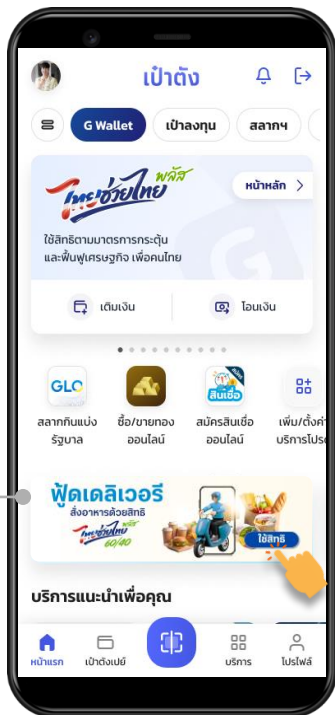 เป๋าตัง
G Wallet
เป๋าลงทุน
สลากฯ
ไทยช่วยไทย พลัส
หน้าหลัก >
ใช้สิทธิตามมาตรการกระตุ้น
และฟื้นฟูเศรษฐกิจ เพื่อคนไทย
เติมเงิน
โอนเงิน
GLO
สินเชื่อ
สลากกินแบ่ง
รัฐบาล
ซื้อ/ขายทอง
ออนไลน์
สมัครสินเชื่อ
ออนไลน์
เพิ่ม/ตั้งค่า
บริการโปรด
ฟู้ดเดลิเวอรี
สั่งอาหารด้วยสิทธิ
ไทยช่วยไทย พลัส
60/40
ใช้สิทธิ
บริการแนะนำเพื่อคุณ
หน้าแรก
เป๋าตังเปย์
บริการ
โปรไฟล์